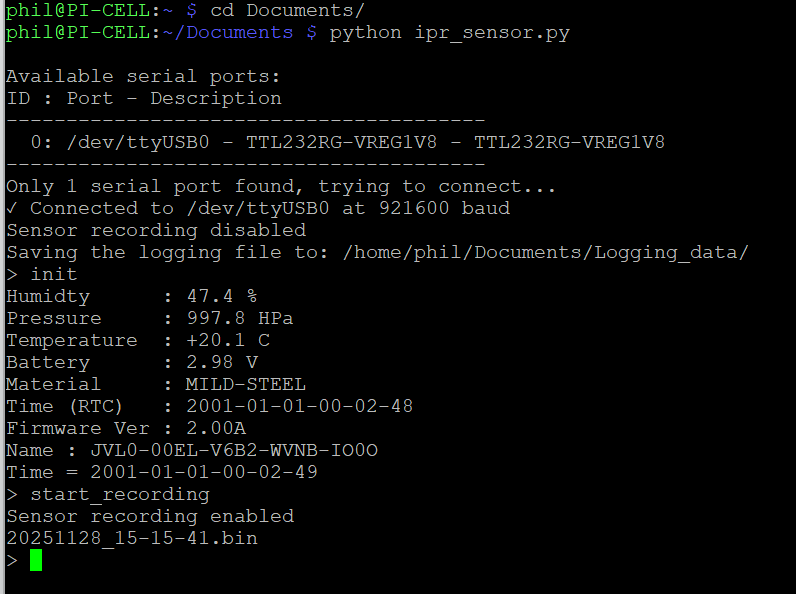 phil@PI-CELL:~ $ cd Documents/
phil@PI-CELL:~/Documents $ python ipr_sensor.py
Available serial ports:
ID : Port - Description
----------------------------------------
  0: /dev/ttyUSB0 - TTL232RG-VREG1V8 - TTL232RG-VREG1V8
----------------------------------------
Only 1 serial port found, trying to connect...
✓ Connected to /dev/ttyUSB0 at 921600 baud
Sensor recording disabled
Saving the logging file to: /home/phil/Documents/Logging_data/
> init
Humidty      : 47.4 %
Pressure     : 997.8 HPa
Temperature  : +20.1 C
Battery      : 2.98 V
Material     : MILD-STEEL
Time (RTC)   : 2001-01-01-00-02-48
Firmware Ver : 2.00A
Name : JVL0-00EL-V6B2-WVNB-IO0O
Time = 2001-01-01-00-02-49
> start_recording
Sensor recording enabled
20251128_15-15-41.bin
>